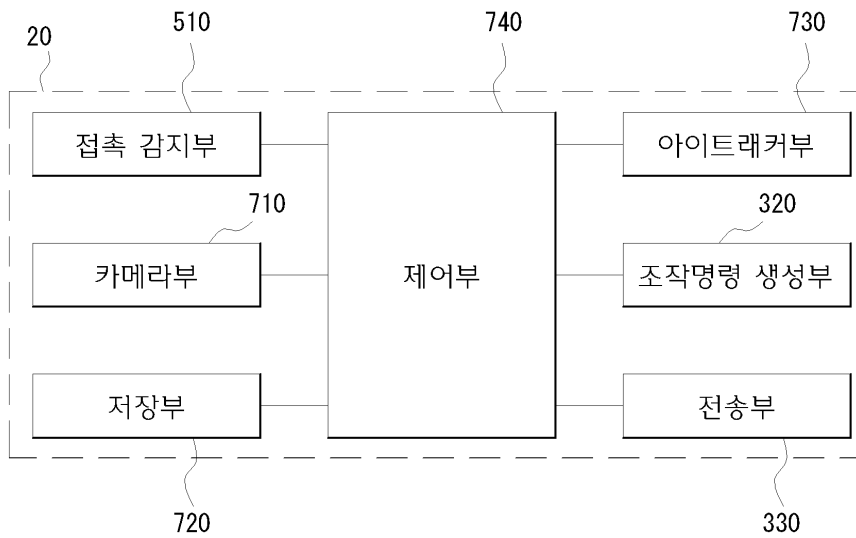 20
510
740
730
접촉 감지부
아이트래커부
710
320
카메라부
제어부
조작명령 생성부
저장부
전송부
720
330